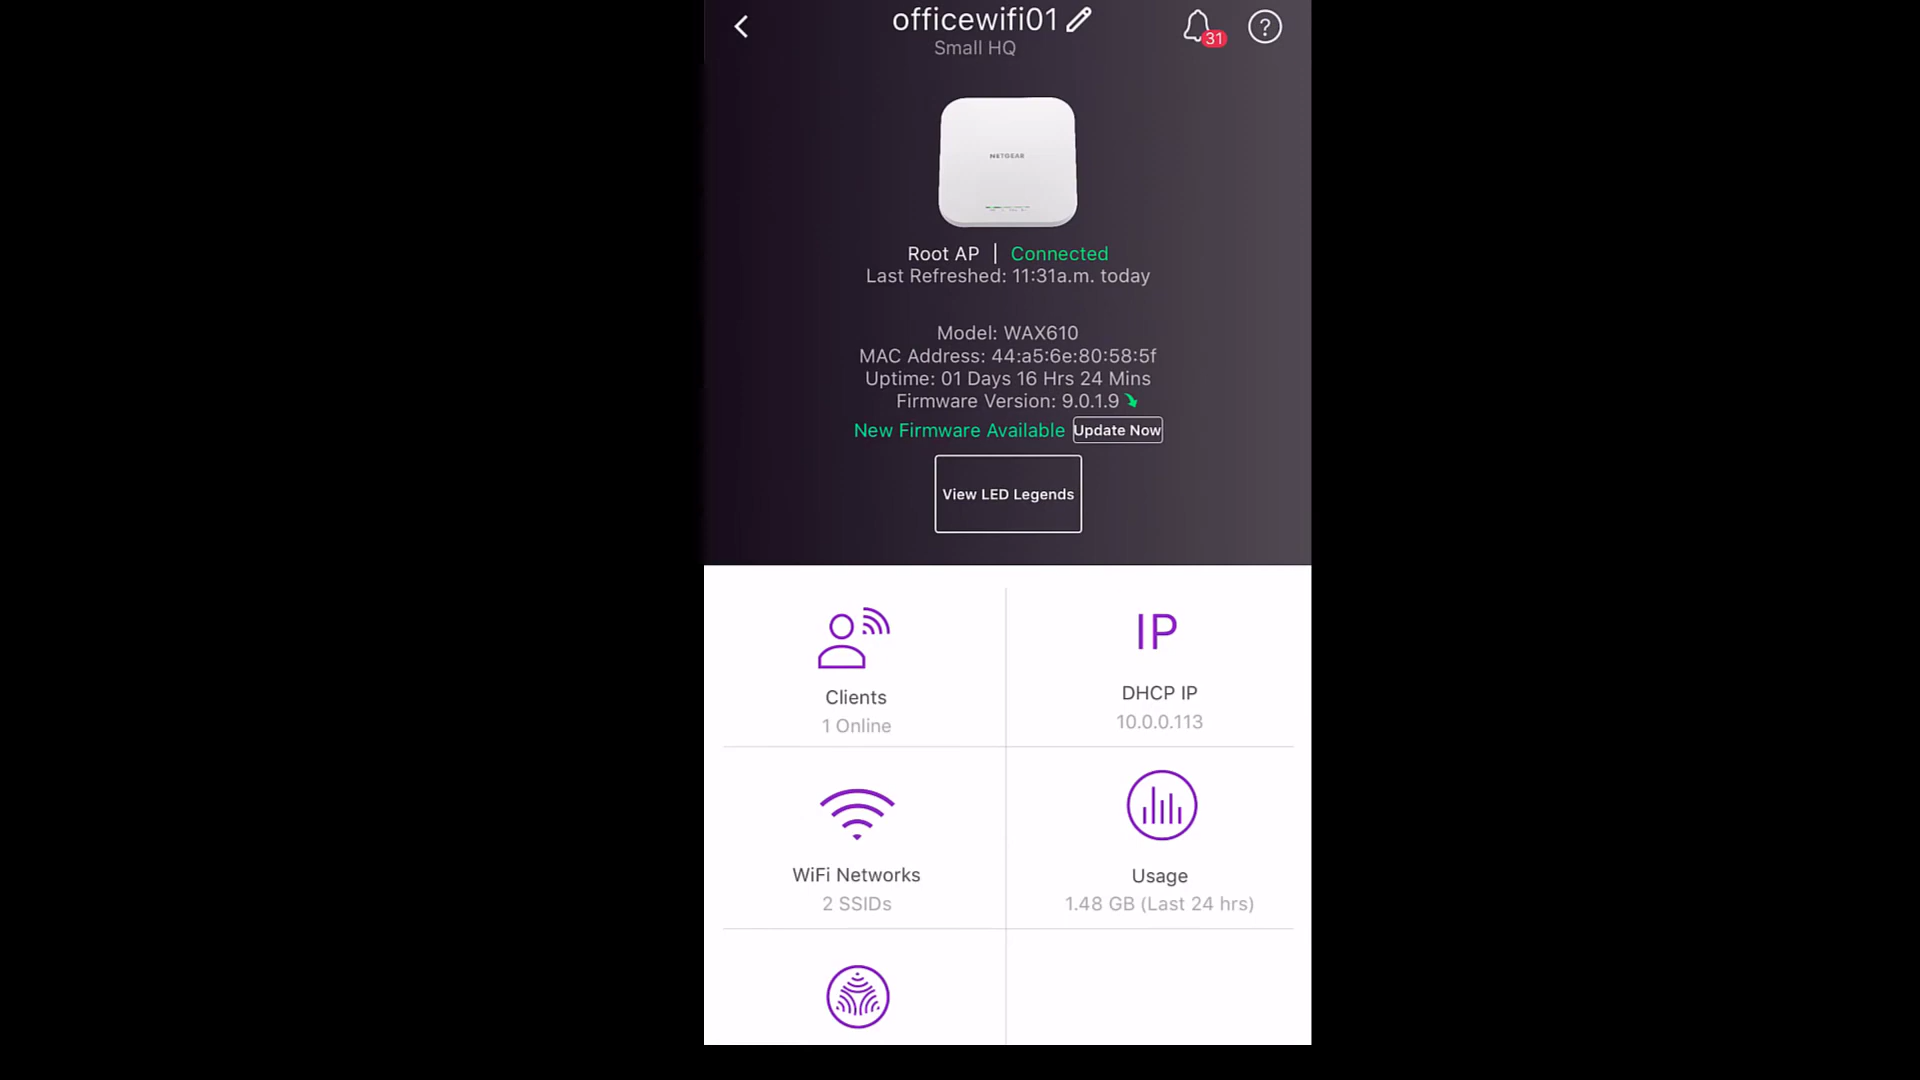 officewifi01
Small HQ
31
?
NETGEAR
Root AP | Connected
Last Refreshed: 11:31a.m. today
Model: WAX610
MAC Address: 44:a5:6e:80:58:5f
Uptime: 01 Days 16 Hrs 24 Mins
Firmware Version: 9.0.1.9
New Firmware Available Update Now
View LED Legends
IP
Clients
1 Online
DHCP IP
10.0.0.113
WiFi Networks
2 SSIDs
Usage
1.48 GB (Last 24 hrs)